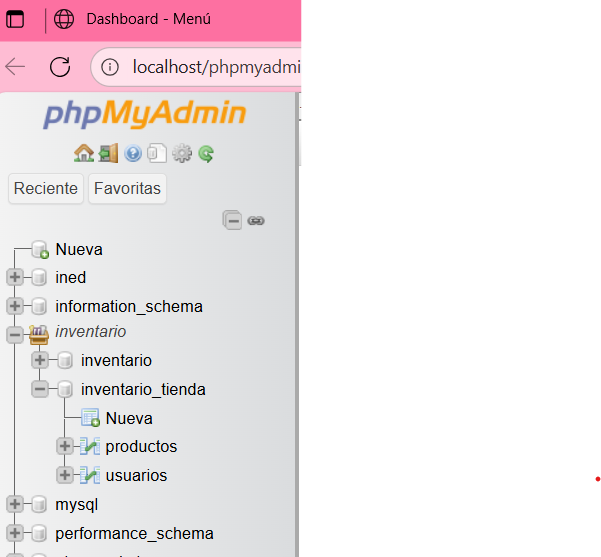 Dashboard - Menú
localhost/phpmyadmi
phpMyAdmin
Reciente Favoritas
Nueva
ined
information_schema
inventario
inventario
inventario_tienda
Nueva
productos
usuarios
mysql
performance_schema